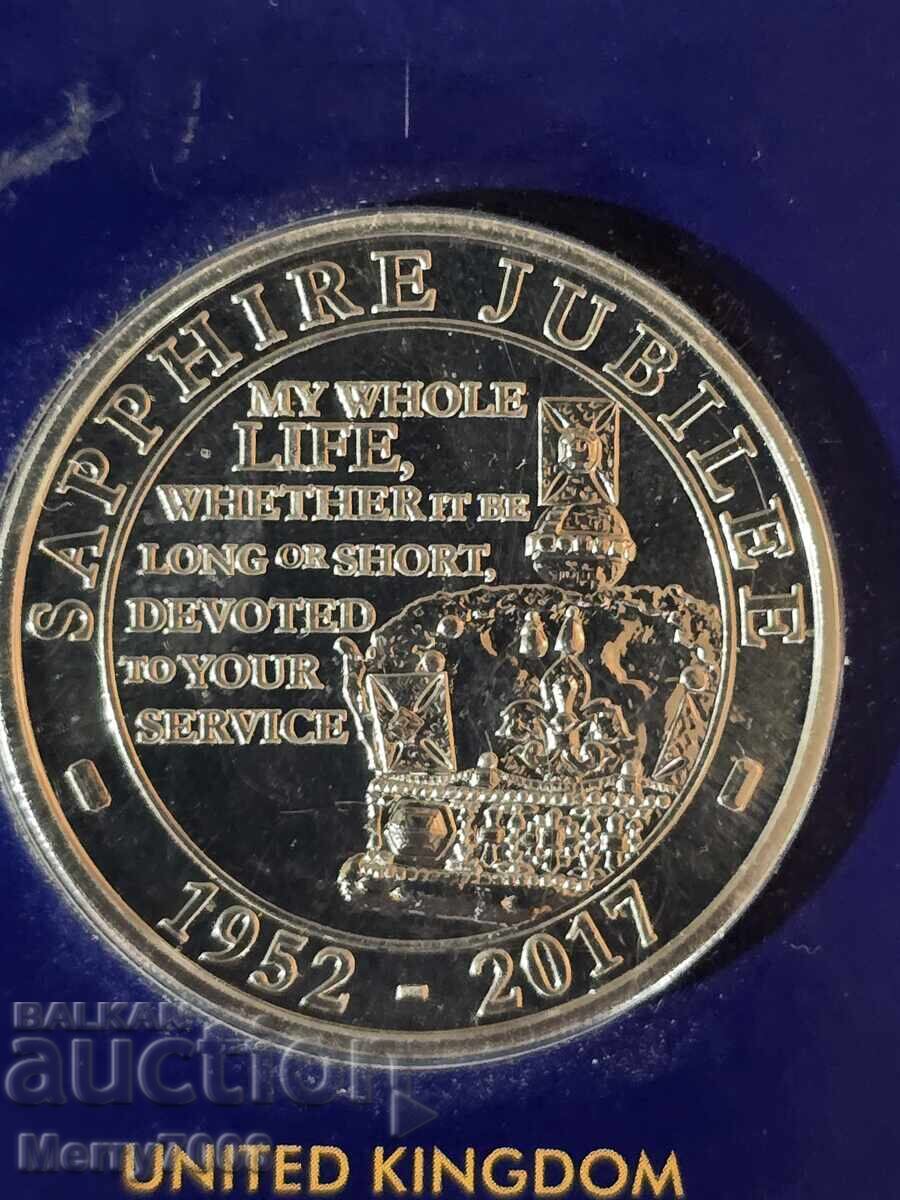 SAPPHIRE JUBILEE
MY WHOLE
LIFE,
WHETHER IT BE
LONG OR SHORT,
DEVOTED
TO YOUR
SERVICE
1952 - 2017
BALKAN
auction
Merry7008
UNITED KINGDOM